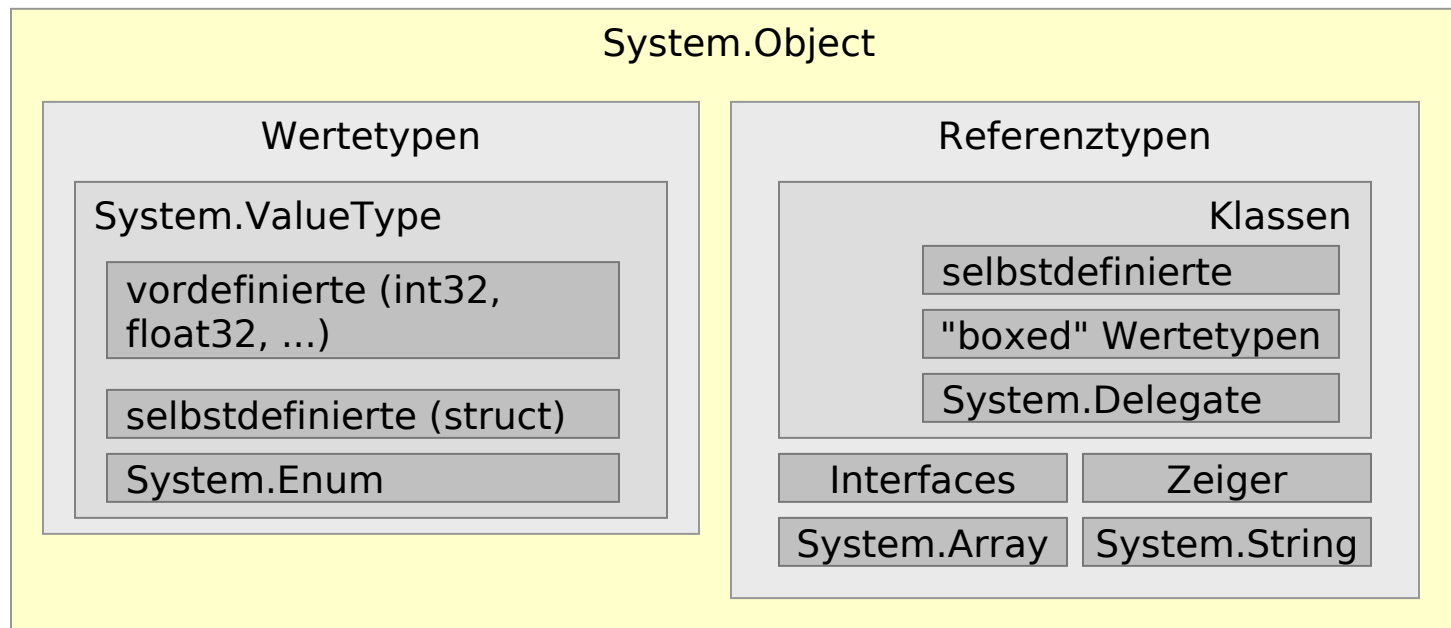 System.Object
Wertetypen
System.ValueType
vordefinierte (int32,
float32, ...)
selbstdefinierte (struct)
System.Enum
Referenztypen
Klassen
selbstdefinierte
"boxed" Wertetypen
System.Delegate
Interfaces
Zeiger
System.Array
System.String